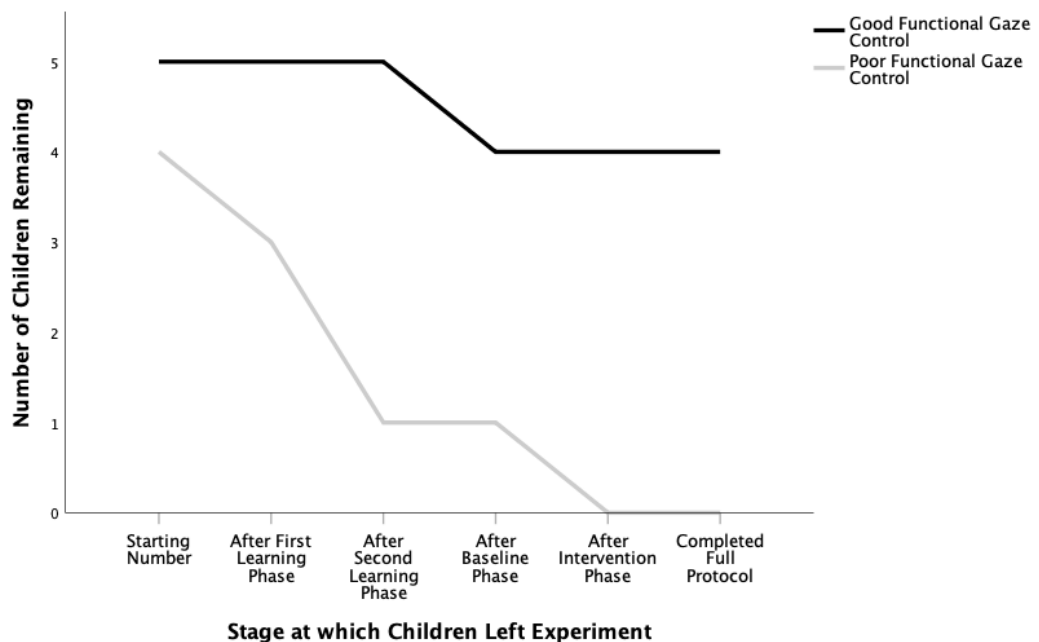 Good Functional Gaze
Control
Poor Functional Gaze
Control
Number of Children Remaining
5
4
3
2
1
0
Starting
Number
After First
Learning
Phase
After
Second
Learning
Phase
After
Baseline
Phase
After
Intervention
Phase
Completed
Full
Protocol
Stage at which Children Left Experiment